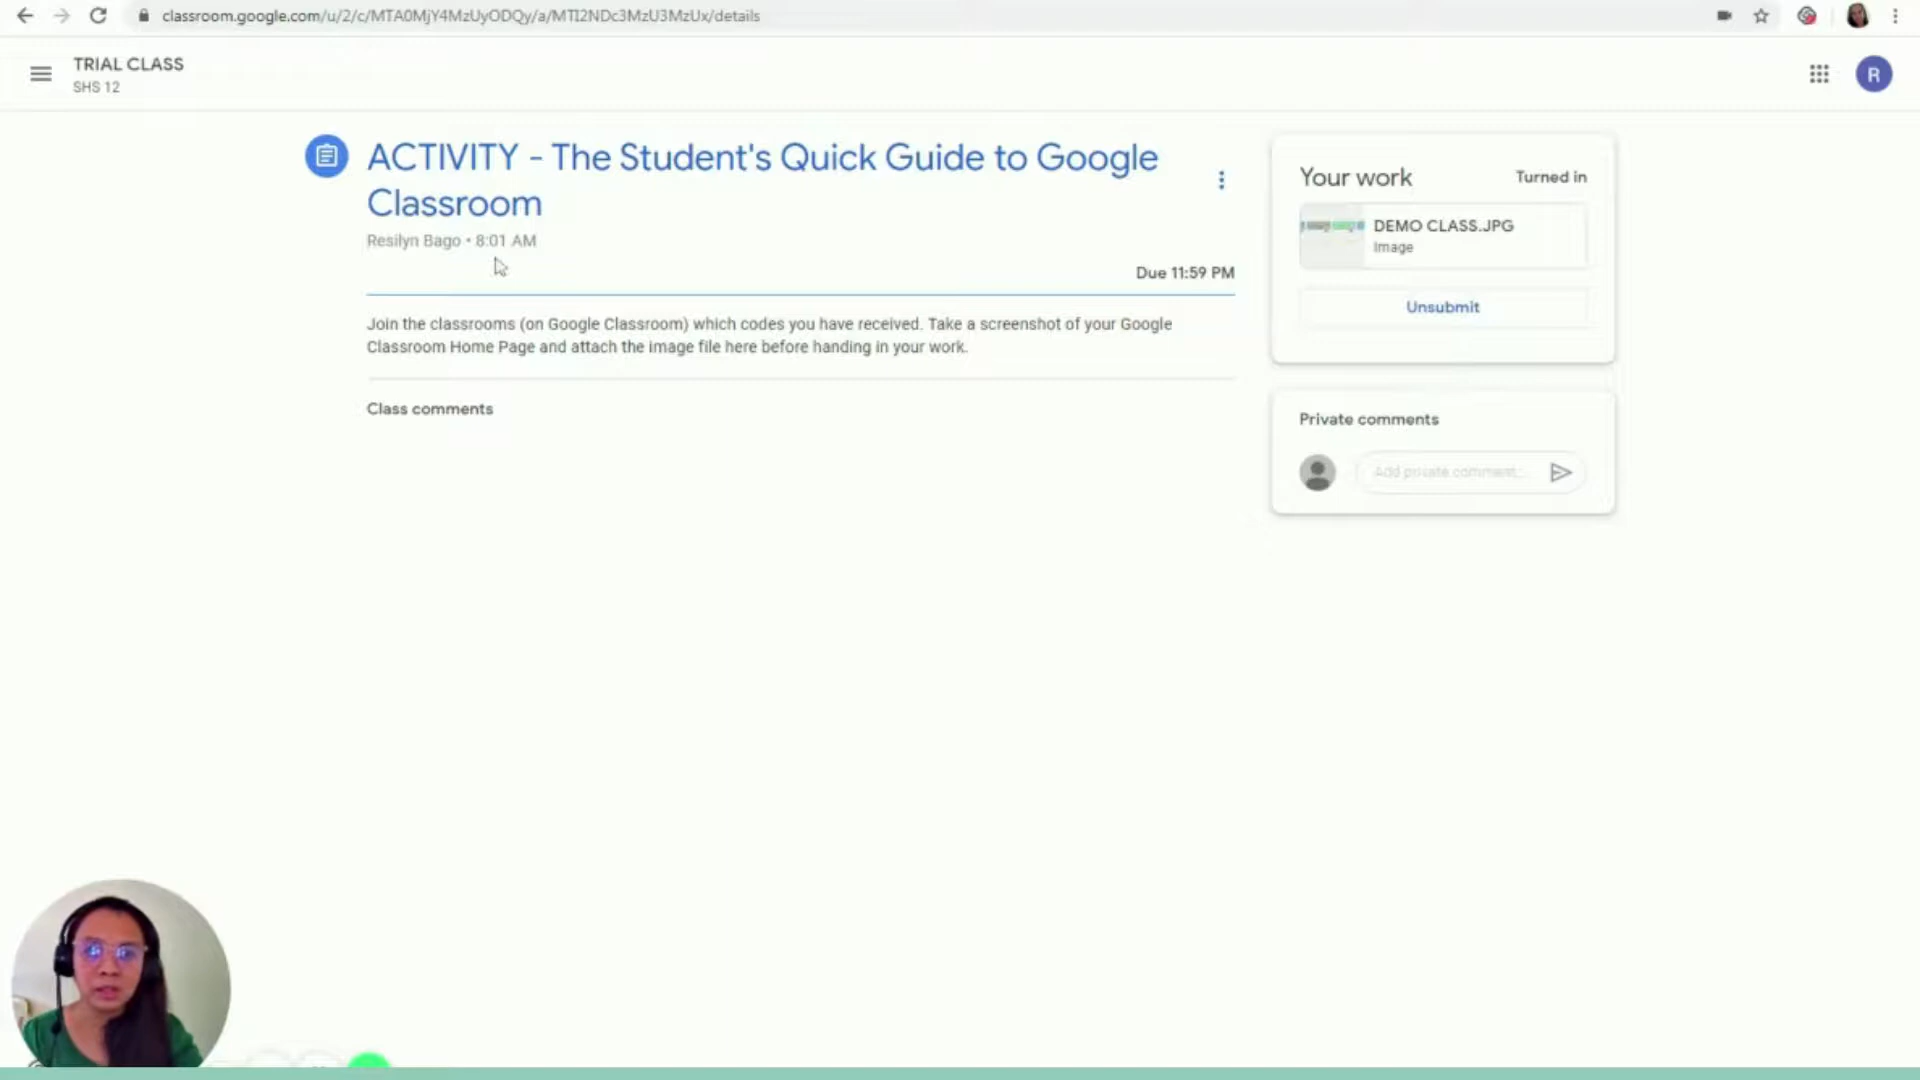 classroom.google.com/u/2/c/MTA0MjY4MzUyODQy/a/MTI2NDc3MzU3MzUx/details
TRIAL CLASS
SHS 12
R
ACTIVITY - The Student's Quick Guide to Google
Classroom
Resilyn Bago • 8:01 AM
Due 11:59 PM
Join the classrooms (on Google Classroom) which codes you have received. Take a screenshot of your Google
Classroom Home Page and attach the image file here before handing in your work.
Class comments
Your work
Turned in
DEMO CLASS.JPG
Image
Unsubmit
Private comments
Add private comment...